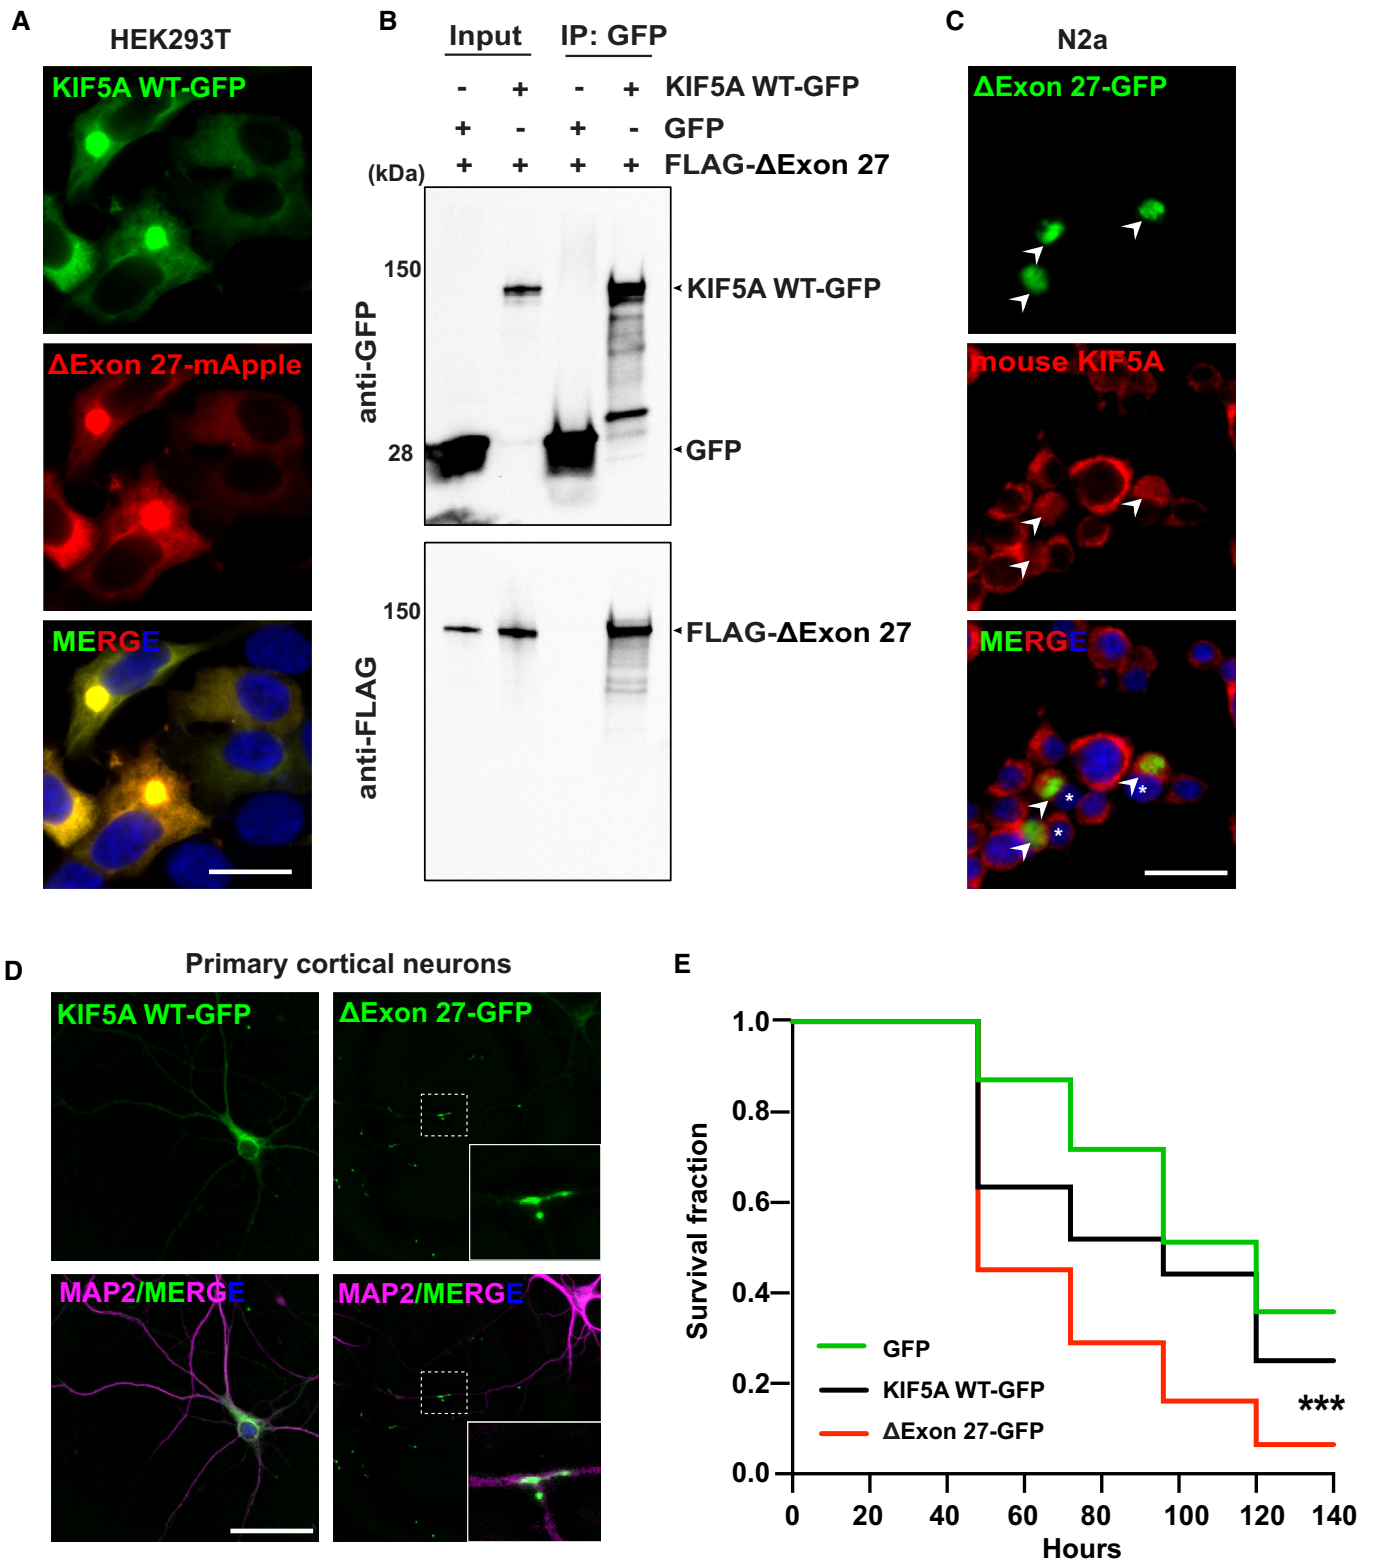 A
HEK293T
KIF5A WT-GFP
ΔExon 27-mApple
MERGE
B
Input IP: GFP
- + - + KIF5A WT-GFP
+ - + - GFP
+ + + + FLAG-ΔExon 27
(kDa)
anti-GFP
150
KIF5A WT-GFP
28
GFP
anti-FLAG
150
FLAG-ΔExon 27
C
N2a
ΔExon 27-GFP
mouse KIF5A
MERGE
* * *
D
Primary cortical neurons
KIF5A WT-GFP
ΔExon 27-GFP
MAP2/MERGE
MAP2/MERGE
E
Survival fraction
1.0
0.8
0.6
0.4
0.2
0.0
GFP
KIF5A WT-GFP
ΔExon 27-GFP
***
0 20 40 60 80 100 120 140
Hours